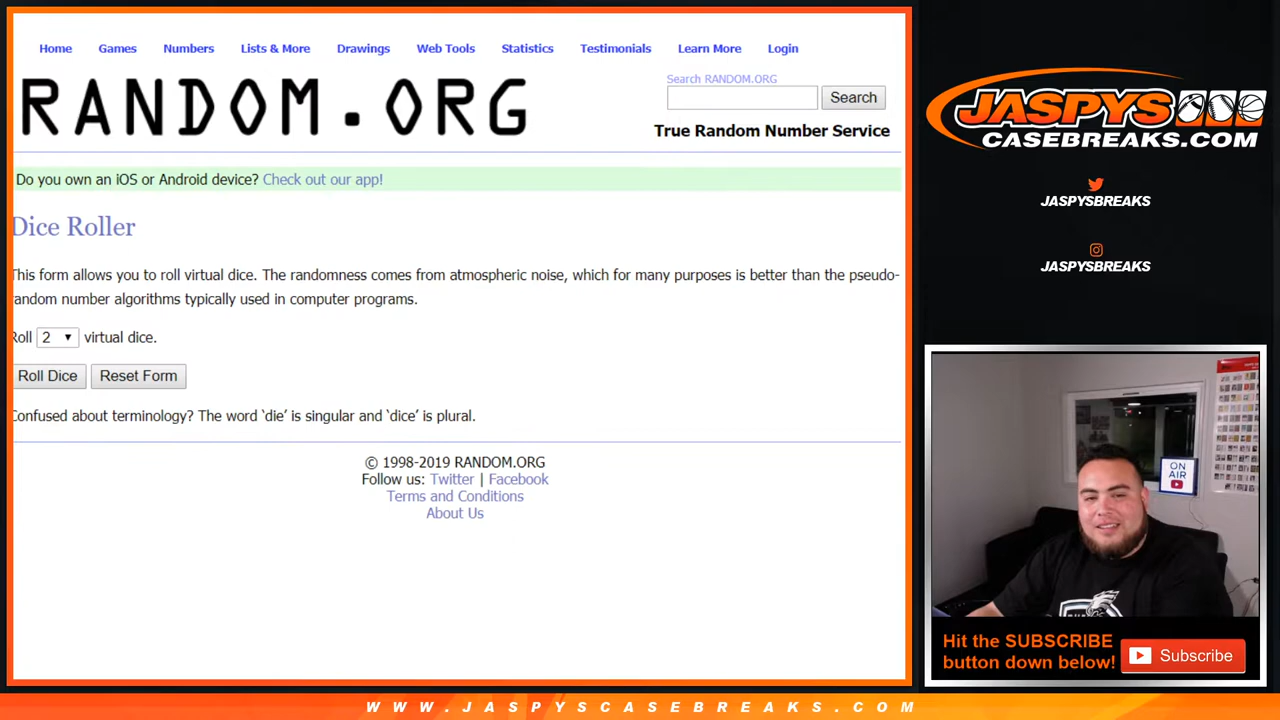 Home Games Numbers Lists & More Drawings Web Tools Statistics Testimonials Learn More Login
RANDOM.ORG
Search RANDOM.ORG
Search
True Random Number Service
Do you own an iOS or Android device? Check out our app!
Dice Roller
This form allows you to roll virtual dice. The randomness comes from atmospheric noise, which for many purposes is better than the pseudo-
random number algorithms typically used in computer programs.
Roll 2 virtual dice.
Roll Dice Reset Form
Confused about terminology? The word ‘die’ is singular and ‘dice’ is plural.
© 1998-2019 RANDOM.ORG
Follow us: Twitter | Facebook
Terms and Conditions
About Us
JASPYS
CASEBREAKS.COM
JASPYSBREAKS
JASPYSBREAKS
ON
AIR
Hit the SUBSCRIBE
button down below!
Subscribe
WWW.JASPYSCASEBREAKS.COM